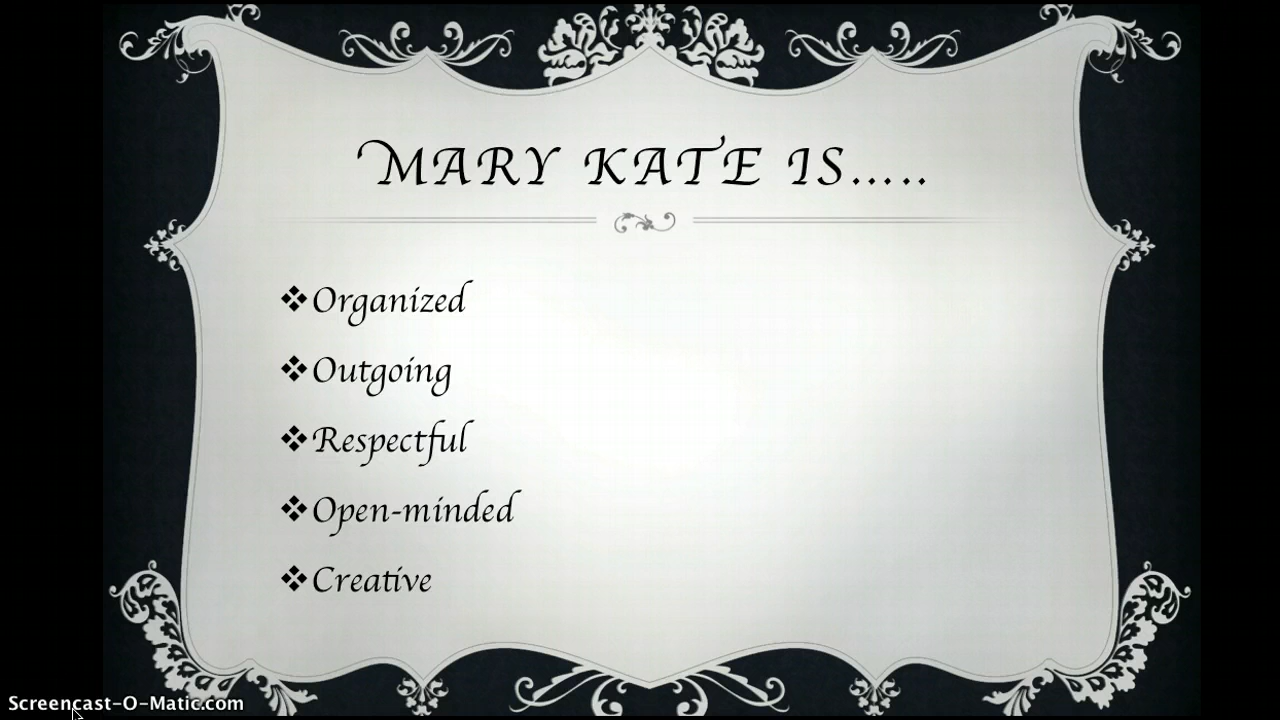 MARY KATE IS.....
❖Organized
❖Outgoing
❖Respectful
❖Open-minded
❖Creative
Screencast-O-Matic.com